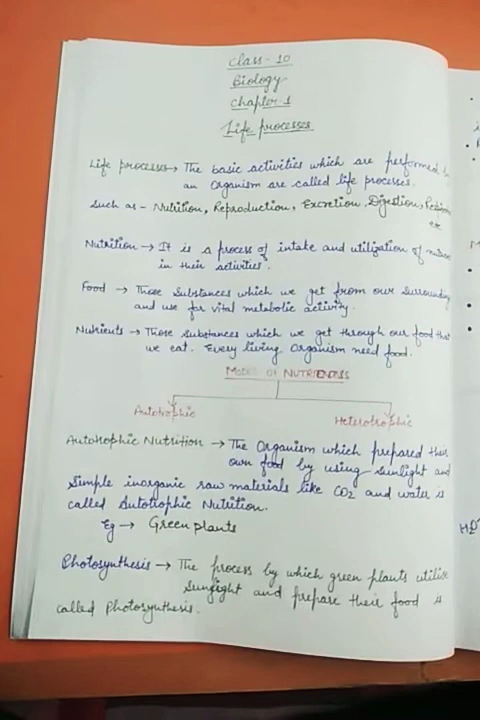 Class - 10
Biology
Chapter 1
Life processes
Life processes → The basic activities which are performed by
an Organism are called life processes.
Such as - Nutrition, Reproduction, Excretion, Digestion,
etc
Nutrition → It is a process of intake and utilization of
in their activities.
Food → Those Substances which we get from our Surrounding
and use for vital metabolic activity.
Nutrients → Those Substances which we get through our food that
we eat. Every living Organism need food.
Autotrophic
Heterotrophic
Autotrophic Nutrition → The Organism which prepared their
own food by using Sunlight and
Simple inorganic raw materials like CO2 and water is
called Autotrophic Nutrition.
Eg → Green plants
Photosynthesis → The process by which green plants utilise
Sunlight and prepare their food is
called Photosynthesis.